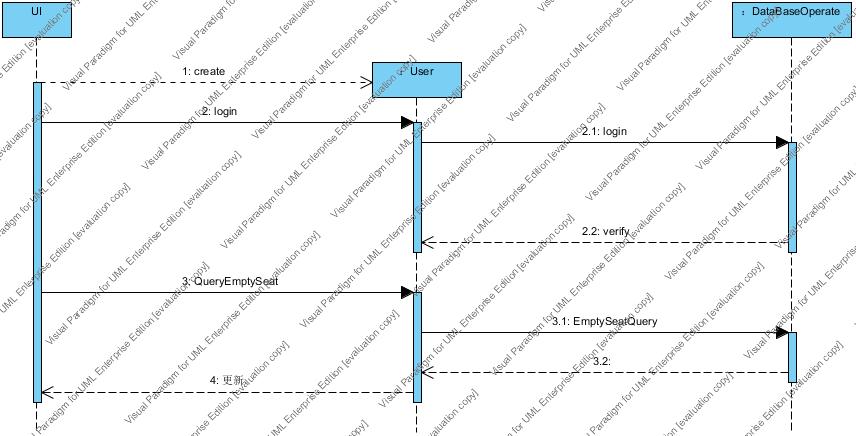 UI
: DataBaseOperate
1: create
: User
2: login
2.1: login
2.2: verify
3: QueryEmptySeat
3.1: EmptySeatQuery
3.2:
4: 更新
Visual Paradigm for UML Enterprise Edition [evaluation copy]